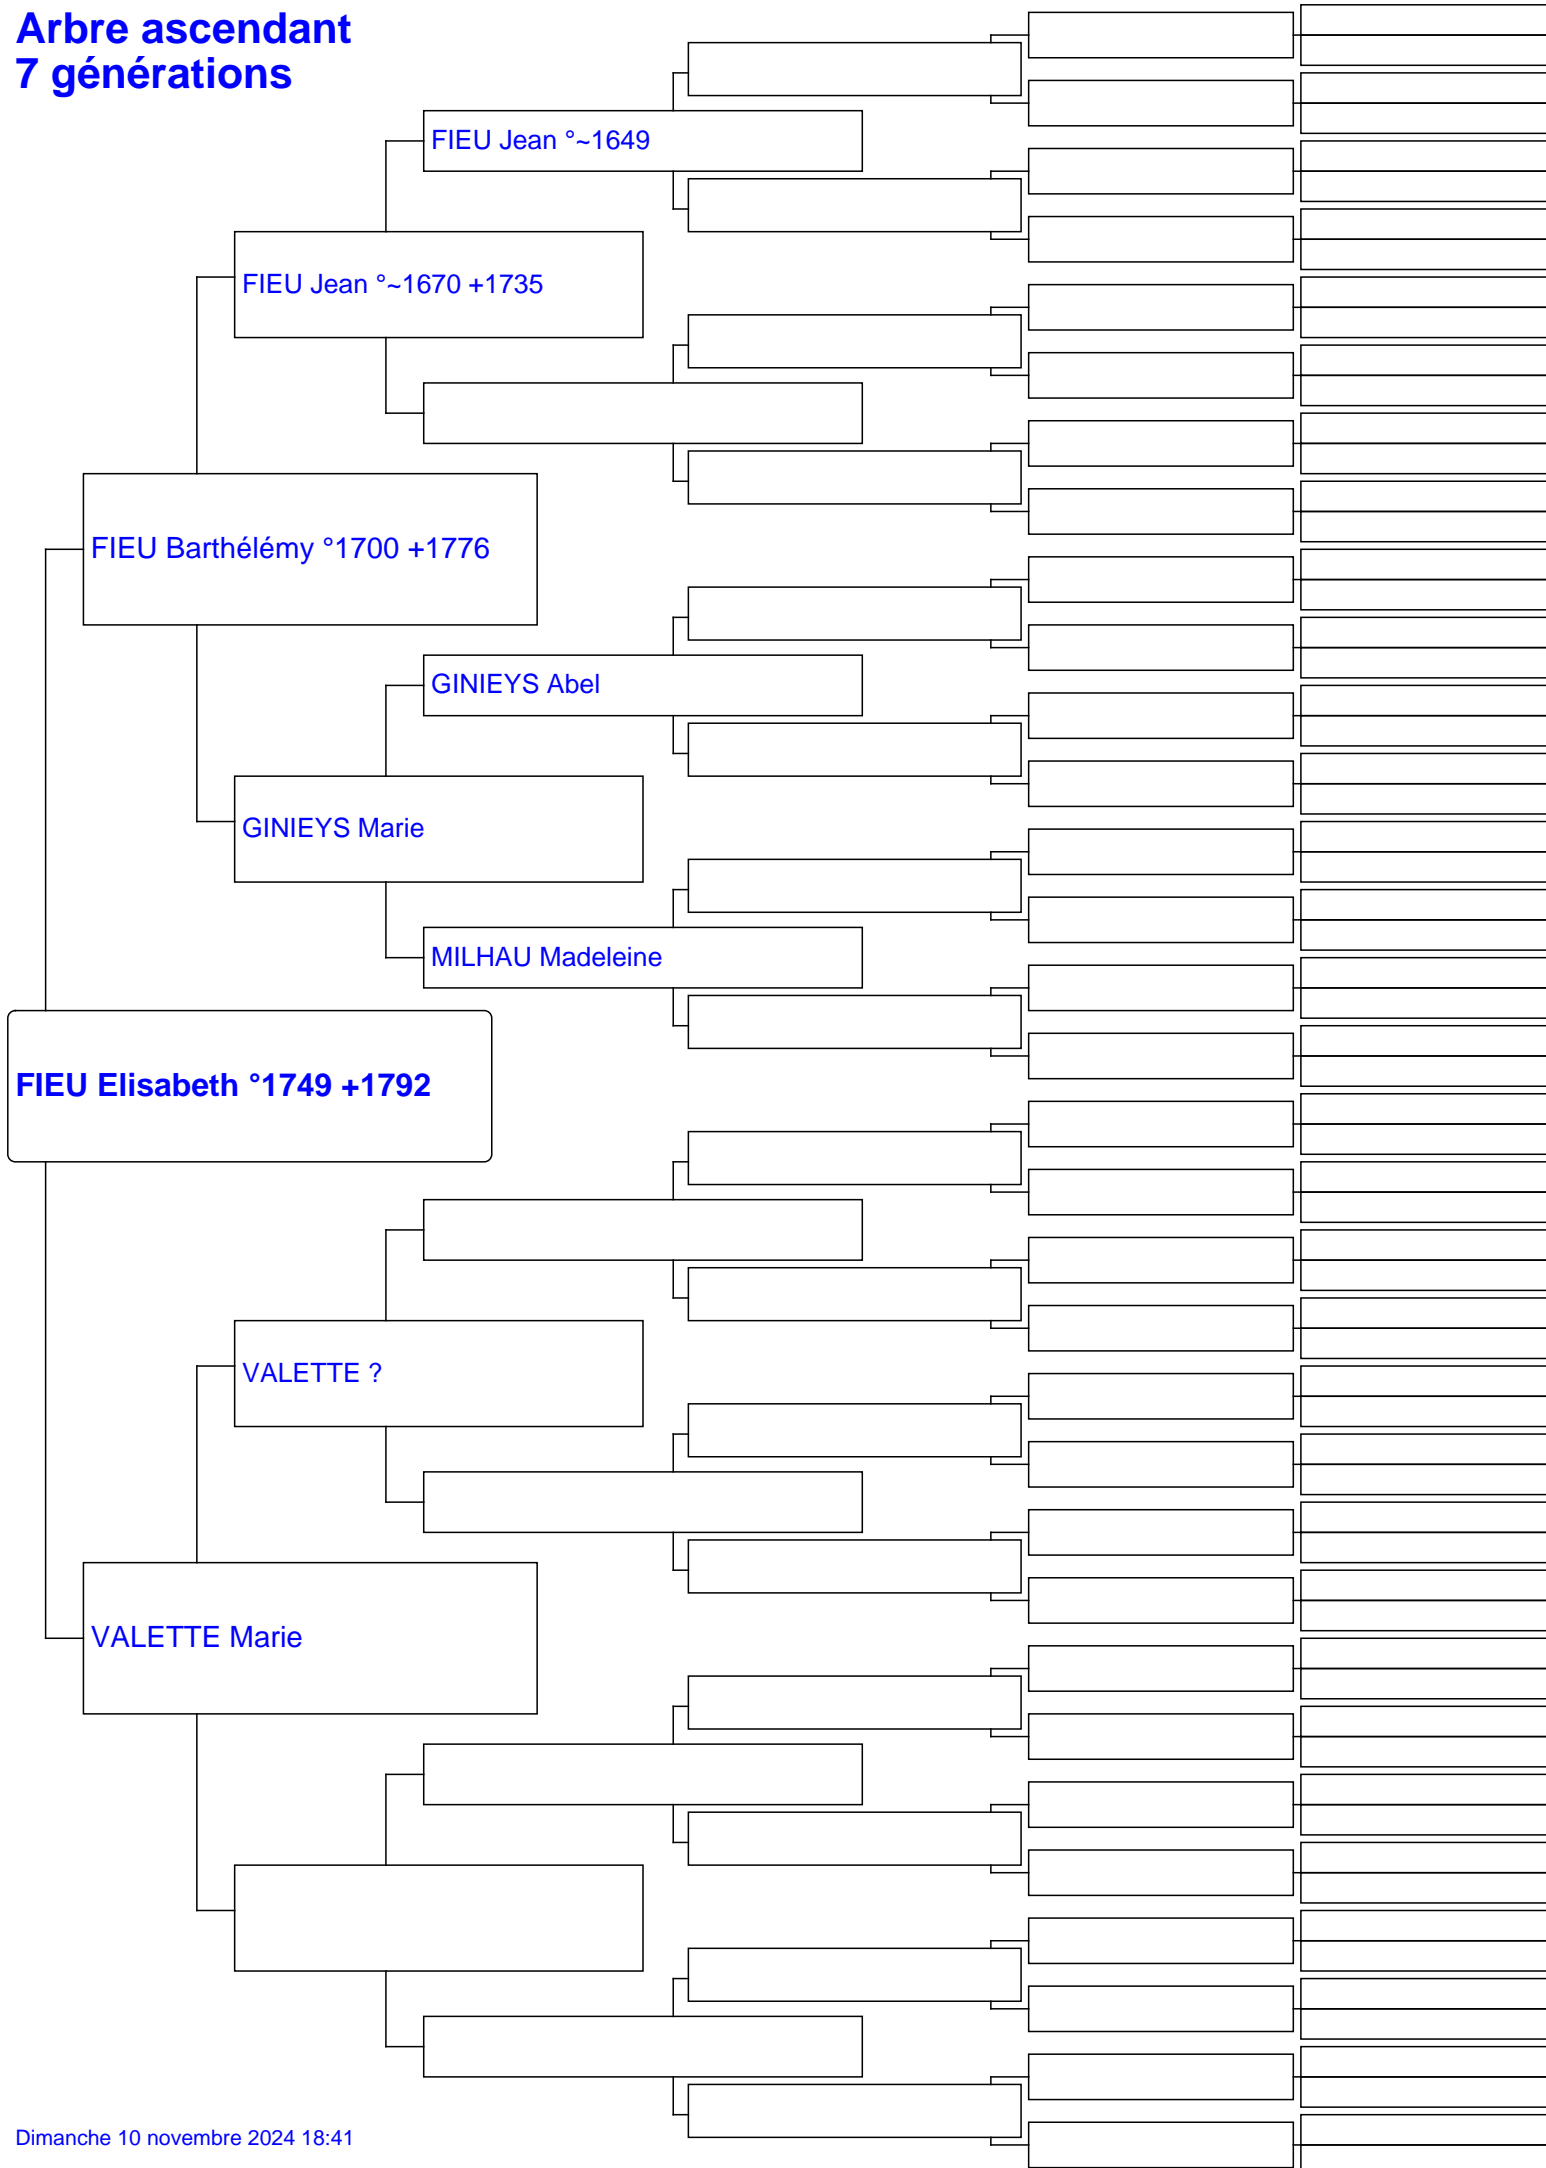 Arbre ascendant
7 générations
FIEU Jean °~1649
FIEU Jean °~1670 +1735
FIEU Barthélémy °1700 +1776
GINIEYS Abel
GINIEYS Marie
MILHAU Madeleine
FIEU Elisabeth °1749 +1792
VALETTE ?
VALETTE Marie
Dimanche 10 novembre 2024 18:41